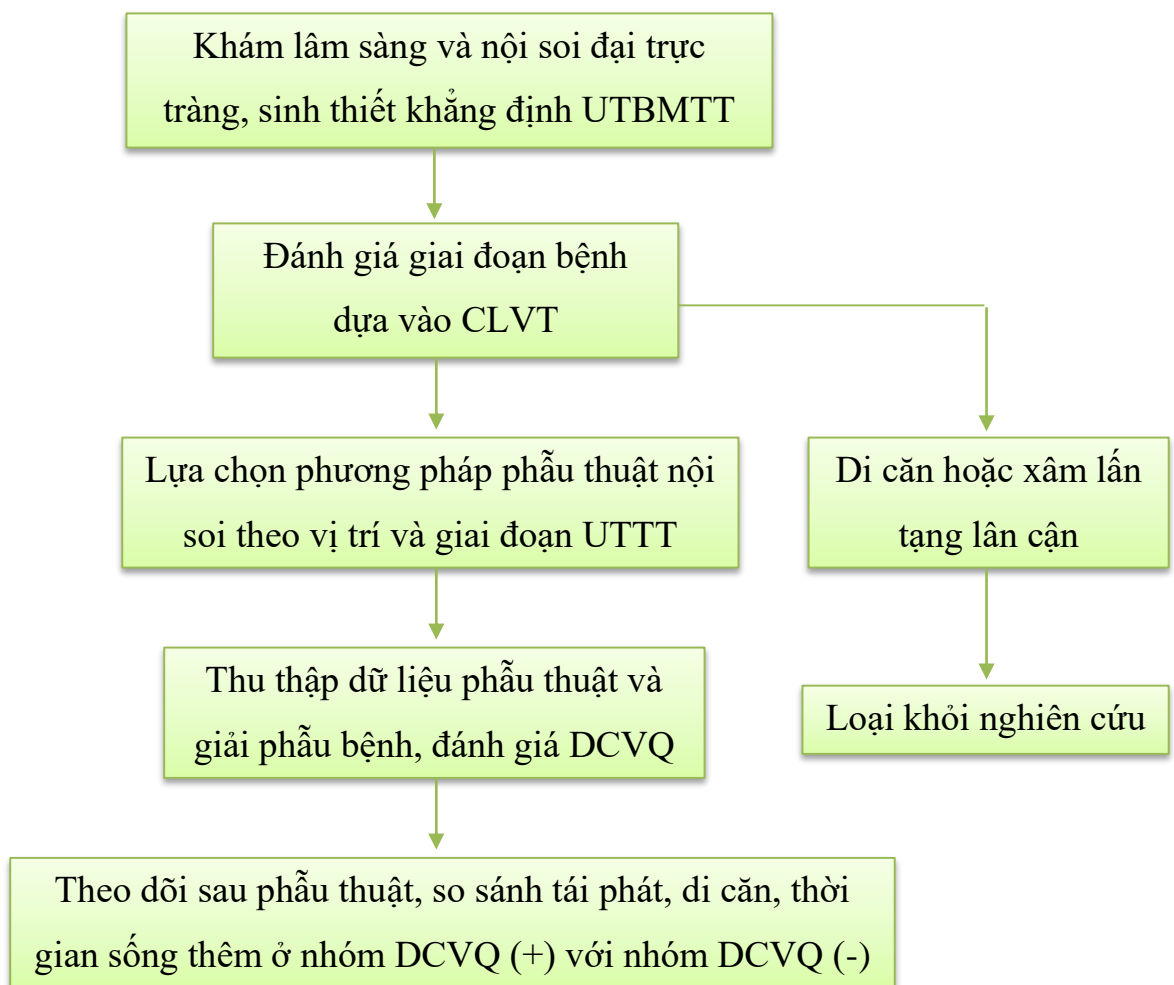 Khám lâm sàng và nội soi đại trực
tràng, sinh thiết khẳng định UTBMTT
Đánh giá giai đoạn bệnh
dựa vào CLVT
Lựa chọn phương pháp phẫu thuật nội
soi theo vị trí và giai đoạn UTTT
Di căn hoặc xâm lấn
tạng lân cận
Thu thập dữ liệu phẫu thuật và
giải phẫu bệnh, đánh giá DCVQ
Loại khỏi nghiên cứu
Theo dõi sau phẫu thuật, so sánh tái phát, di căn, thời
gian sống thêm ở nhóm DCVQ (+) với nhóm DCVQ (-)